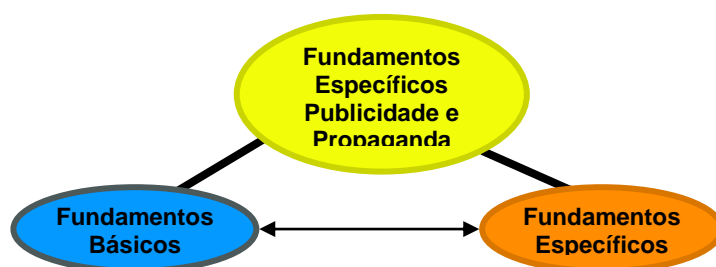 Fundamentos
Específicos
Publicidade e
Propaganda
Fundamentos
Básicos
Fundamentos
Específicos